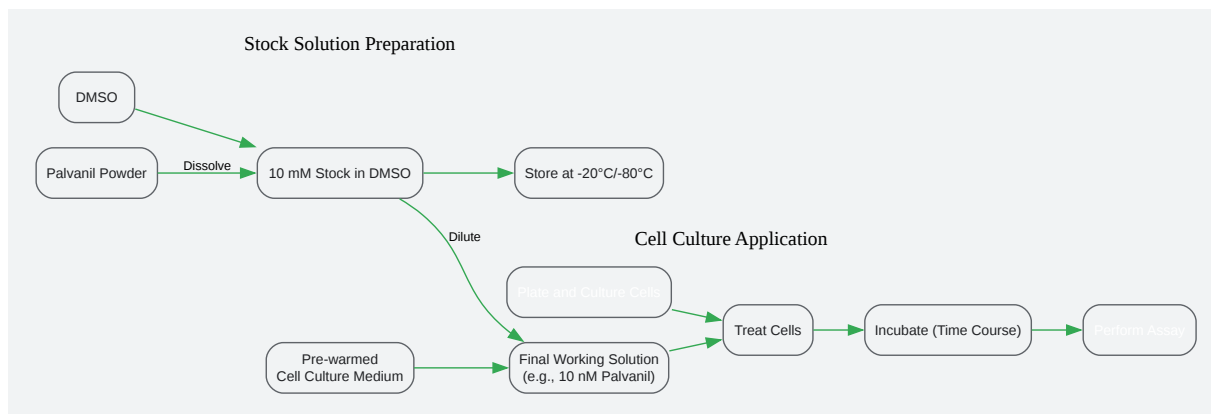 Stock Solution Preparation
DMSO
Palvanil Powder
Dissolve
10 mM Stock in DMSO
Store at -20°C/-80°C
Dilute
Cell Culture Application
Plate and Culture Cells
Treat Cells
Incubate (Time Course)
Perform Assay
Pre-warmed
Cell Culture Medium
Final Working Solution
(e.g., 10 nM Palvanil)